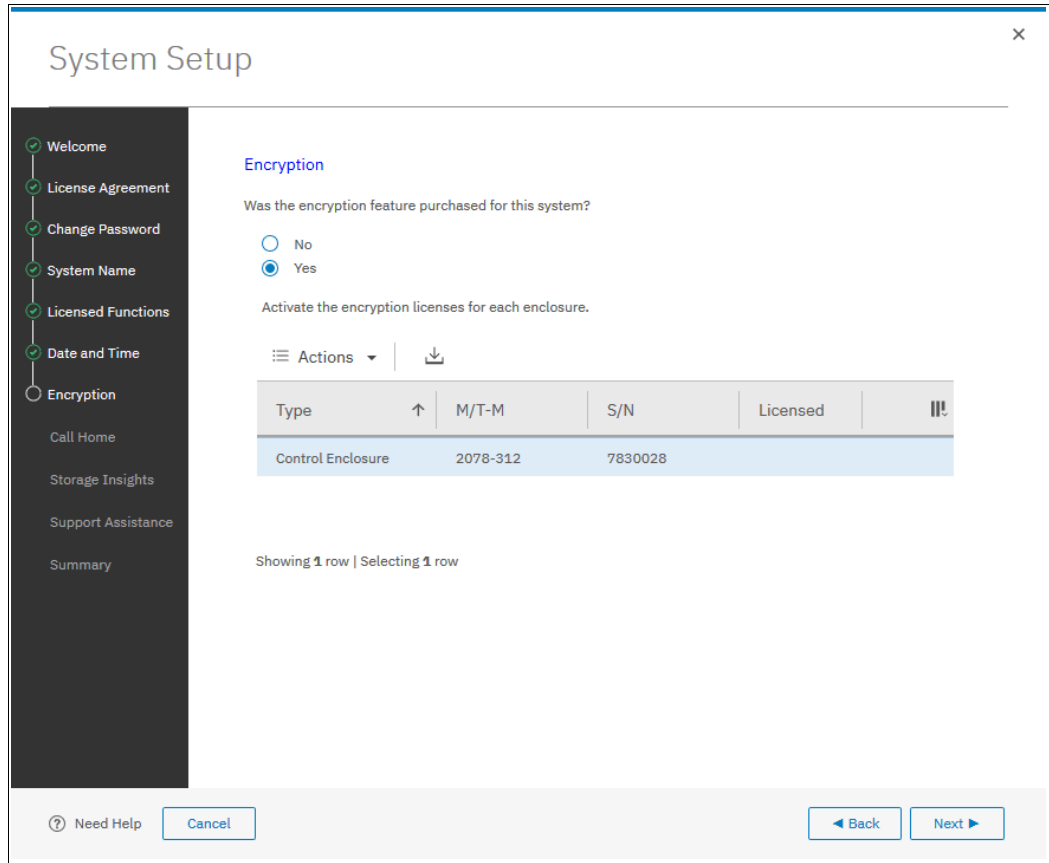 System Setup
Welcome
License Agreement
Change Password
System Name
Licensed Functions
Date and Time
Encryption
Call Home
Storage Insights
Support Assistance
Summary
Encryption
Was the encryption feature purchased for this system?
No
Yes
Activate the encryption licenses for each enclosure.
Actions
Type M/T-M S/N Licensed
Control Enclosure 2078-312 7830028
Showing 1 row | Selecting 1 row
Need Help Cancel Back Next